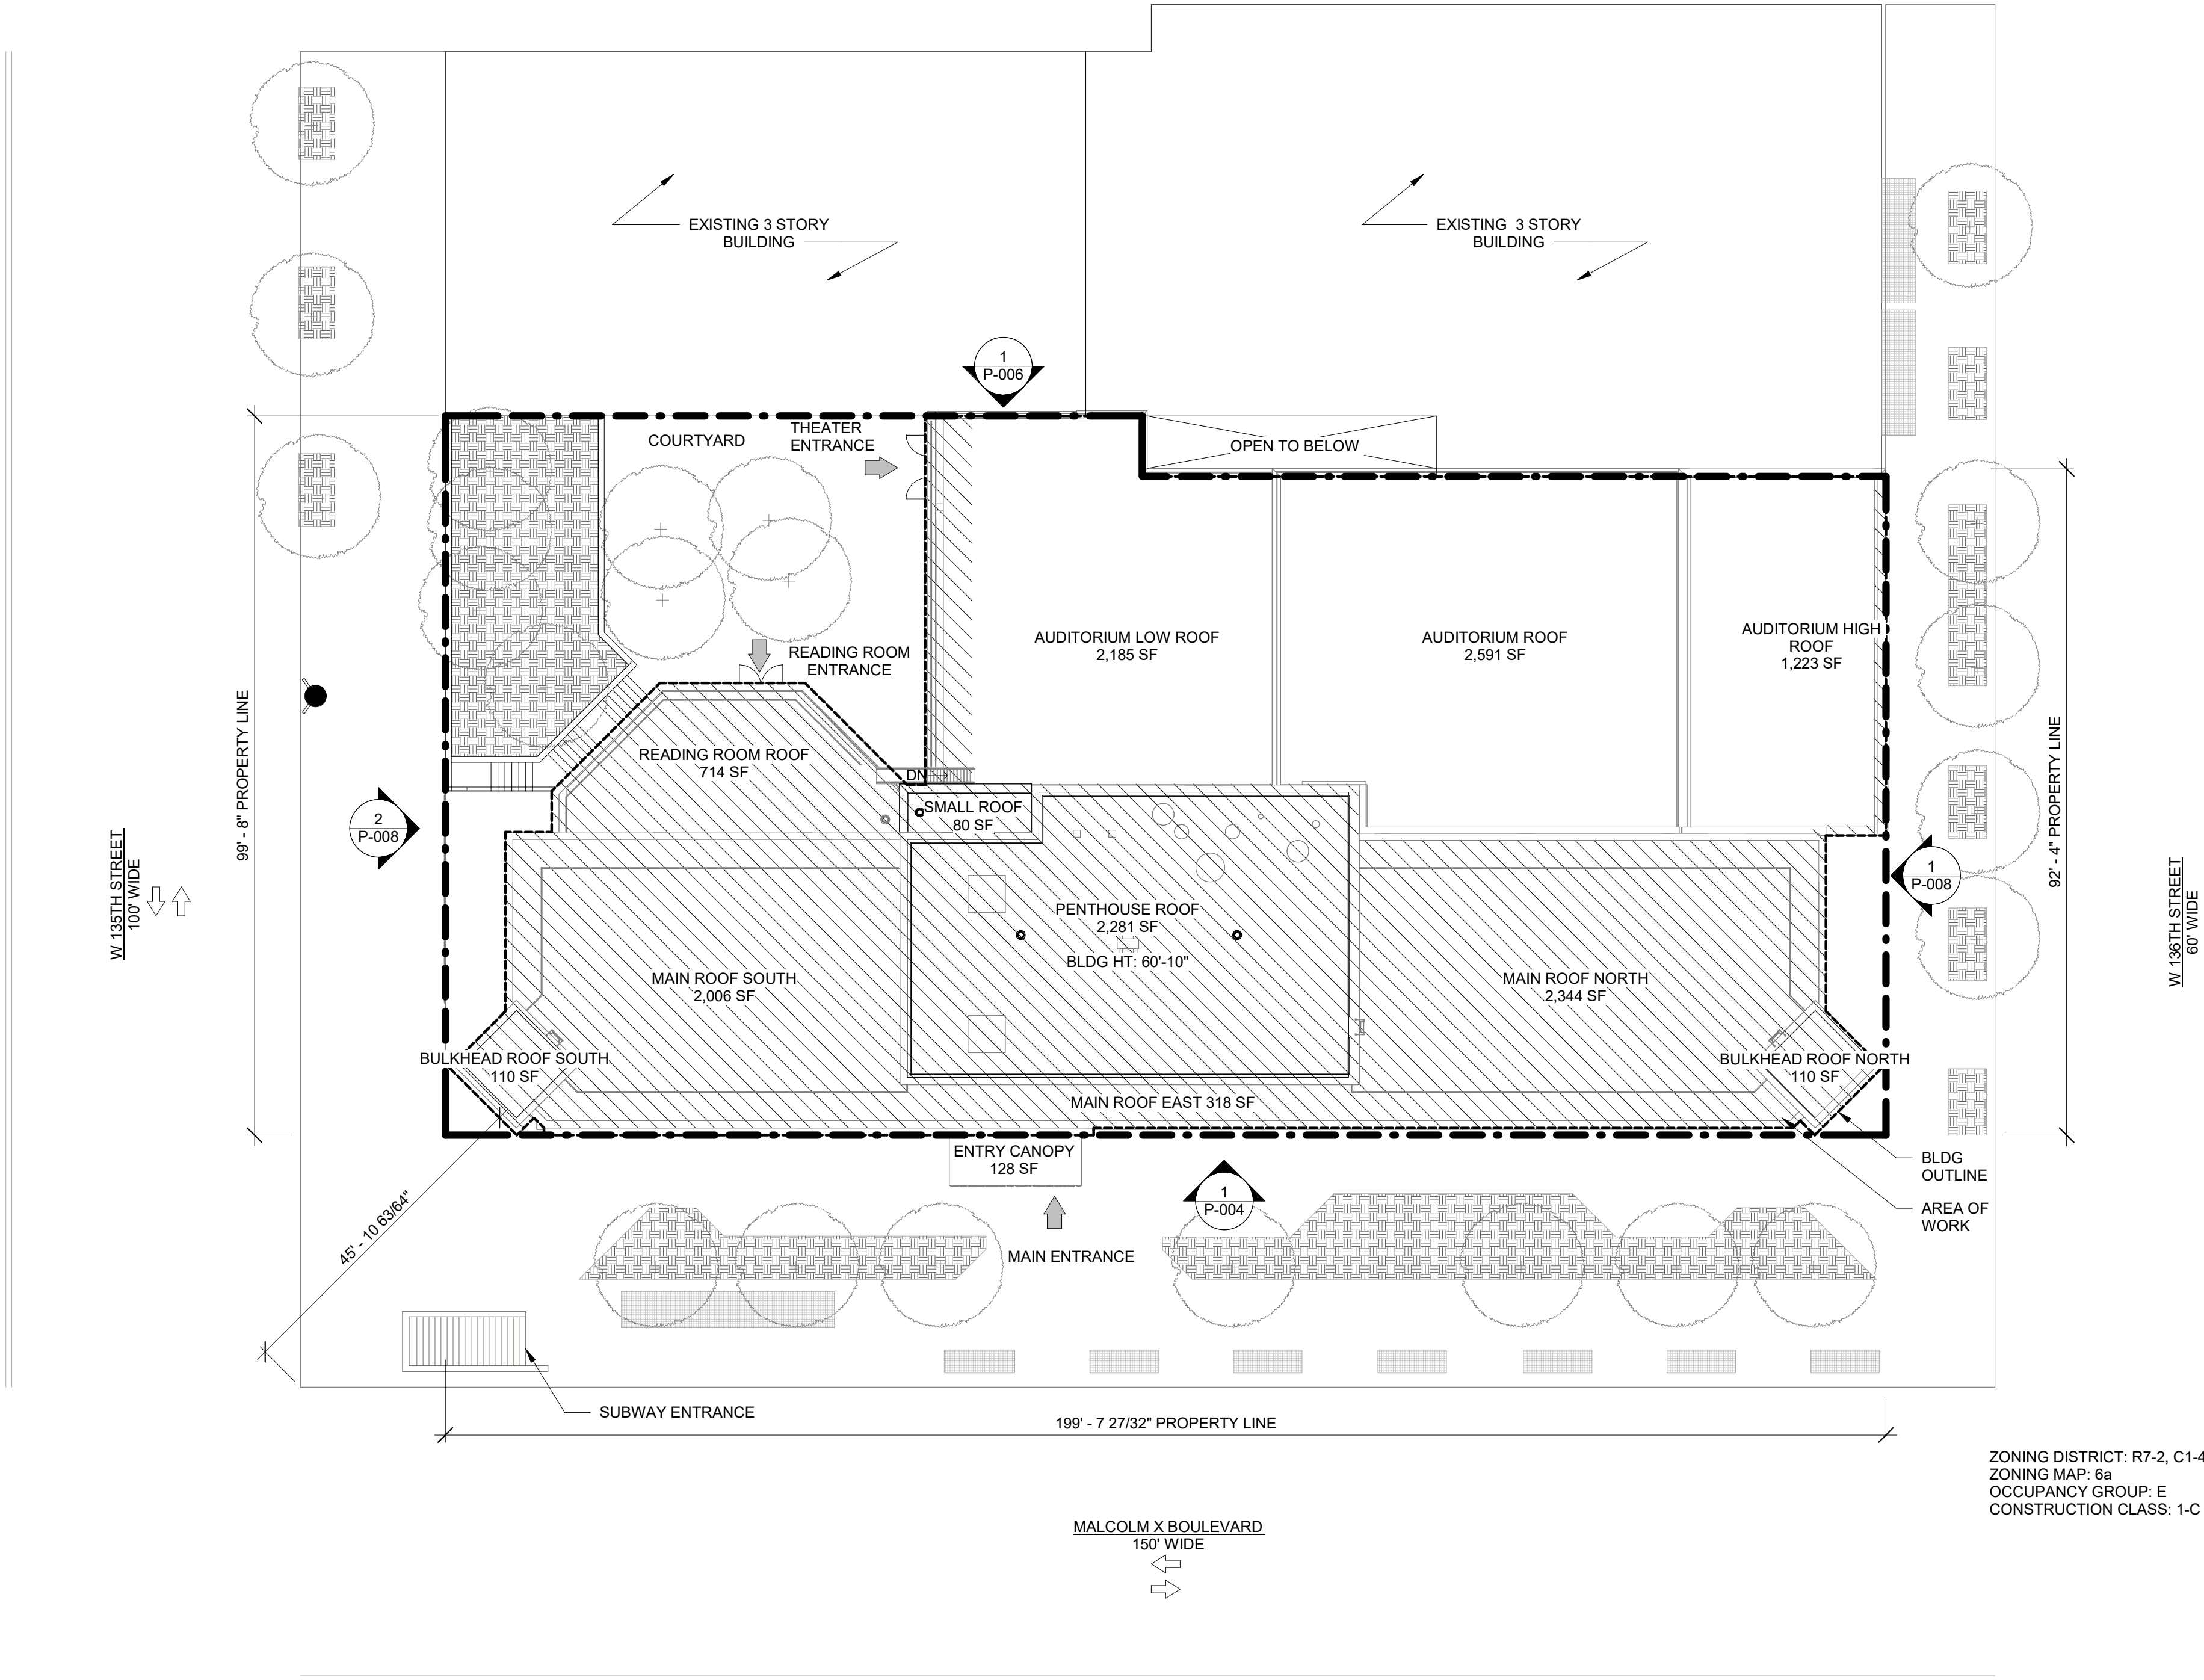 EXISTING 3 STORY
BUILDING
EXISTING  3 STORY
BUILDING
1
P-006
COURTYARD
THEATER
ENTRANCE
OPEN TO BELOW
AUDITORIUM LOW ROOF
2,185 SF
AUDITORIUM ROOF
2,591 SF
AUDITORIUM HIGH
ROOF
1,223 SF
READING ROOM
ENTRANCE
READING ROOM ROOF
714 SF
DN
SMALL ROOF
80 SF
99' - 8" PROPERTY LINE
92' - 4" PROPERTY LINE
2
P-008
1
P-008
W 135TH STREET
100' WIDE
W 136TH STREET
60' WIDE
PENTHOUSE ROOF
2,281 SF
BLDG HT: 60'-10"
MAIN ROOF SOUTH
2,006 SF
MAIN ROOF NORTH
2,344 SF
BULKHEAD ROOF SOUTH
110 SF
BULKHEAD ROOF NORTH
110 SF
MAIN ROOF EAST 318 SF
ENTRY CANOPY
128 SF
1
P-004
BLDG
OUTLINE
AREA OF
WORK
45' - 10 63/64"
MAIN ENTRANCE
SUBWAY ENTRANCE
199' - 7 27/32" PROPERTY LINE
ZONING DISTRICT: R7-2, C1-4
ZONING MAP: 6a
OCCUPANCY GROUP: E
CONSTRUCTION CLASS: 1-C
MALCOLM X BOULEVARD
150' WIDE